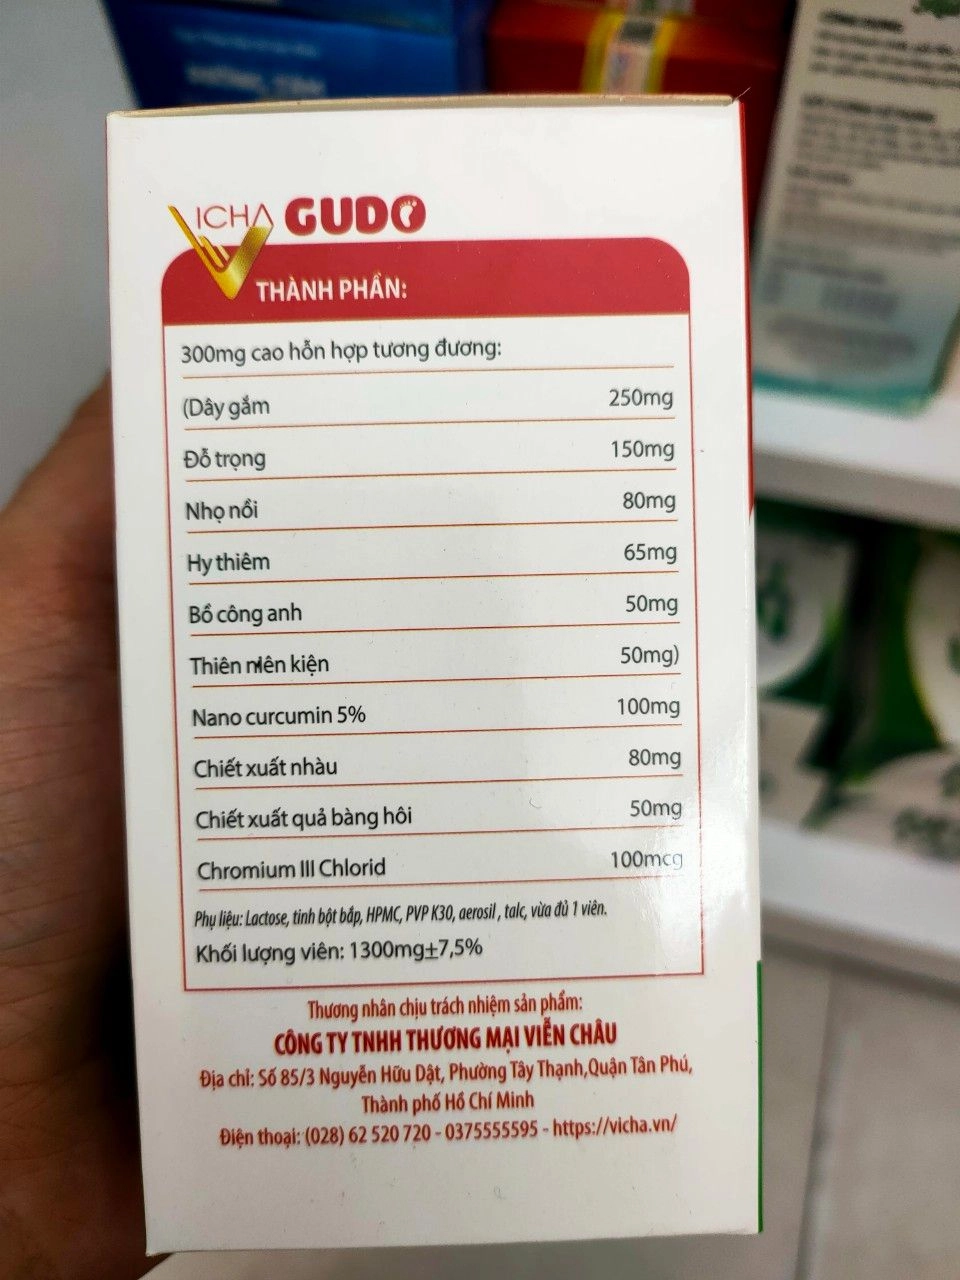 VICHA GUDO
THÀNH PHẦN:
300mg cao hỗn hợp tương đương:
(Dây gắm 250mg
Đỗ trọng 150mg
Nhọ nồi 80mg
Hy thiêm 65mg
Bồ công anh 50mg
Thiên niên kiện 50mg)
Nano curcumin 5% 100mg
Chiết xuất nhàu 80mg
Chiết xuất quả bàng hôi 50mg
Chromium III Chlorid 100mcg
Phụ liệu: Lactose, tinh bột bắp, HPMC, PVP K30, aerosil, talc, vừa đủ 1 viên.
Khối lượng viên: 1300mg±7,5%
Thương nhân chịu trách nhiệm sản phẩm:
CÔNG TY TNHH THƯƠNG MẠI VIỄN CHÂU
Địa chỉ: Số 85/3 Nguyễn Hữu Dật, Phường Tây Thạnh,Quận Tân Phú,
Thành phố Hồ Chí Minh
Điện thoại: (028) 62 520 720 - 0375555595 - https://vicha.vn/